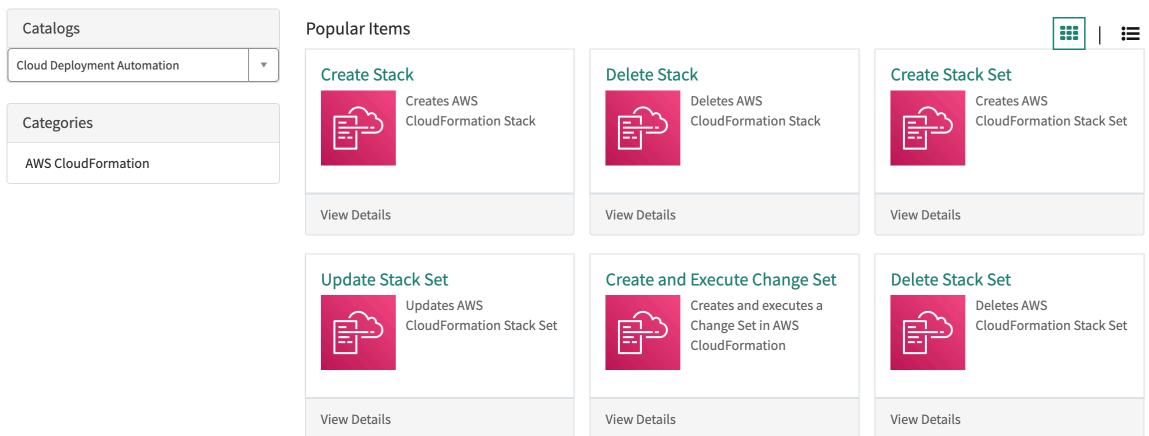 Catalogs
Cloud Deployment Automation
Categories
AWS CloudFormation
Popular Items
|
Create Stack
Creates AWS
CloudFormation Stack
View Details
Delete Stack
Deletes AWS
CloudFormation Stack
View Details
Create Stack Set
Creates AWS
CloudFormation Stack Set
View Details
Update Stack Set
Updates AWS
CloudFormation Stack Set
View Details
Create and Execute Change Set
Creates and executes a
Change Set in AWS
CloudFormation
View Details
Delete Stack Set
Deletes AWS
CloudFormation Stack Set
View Details